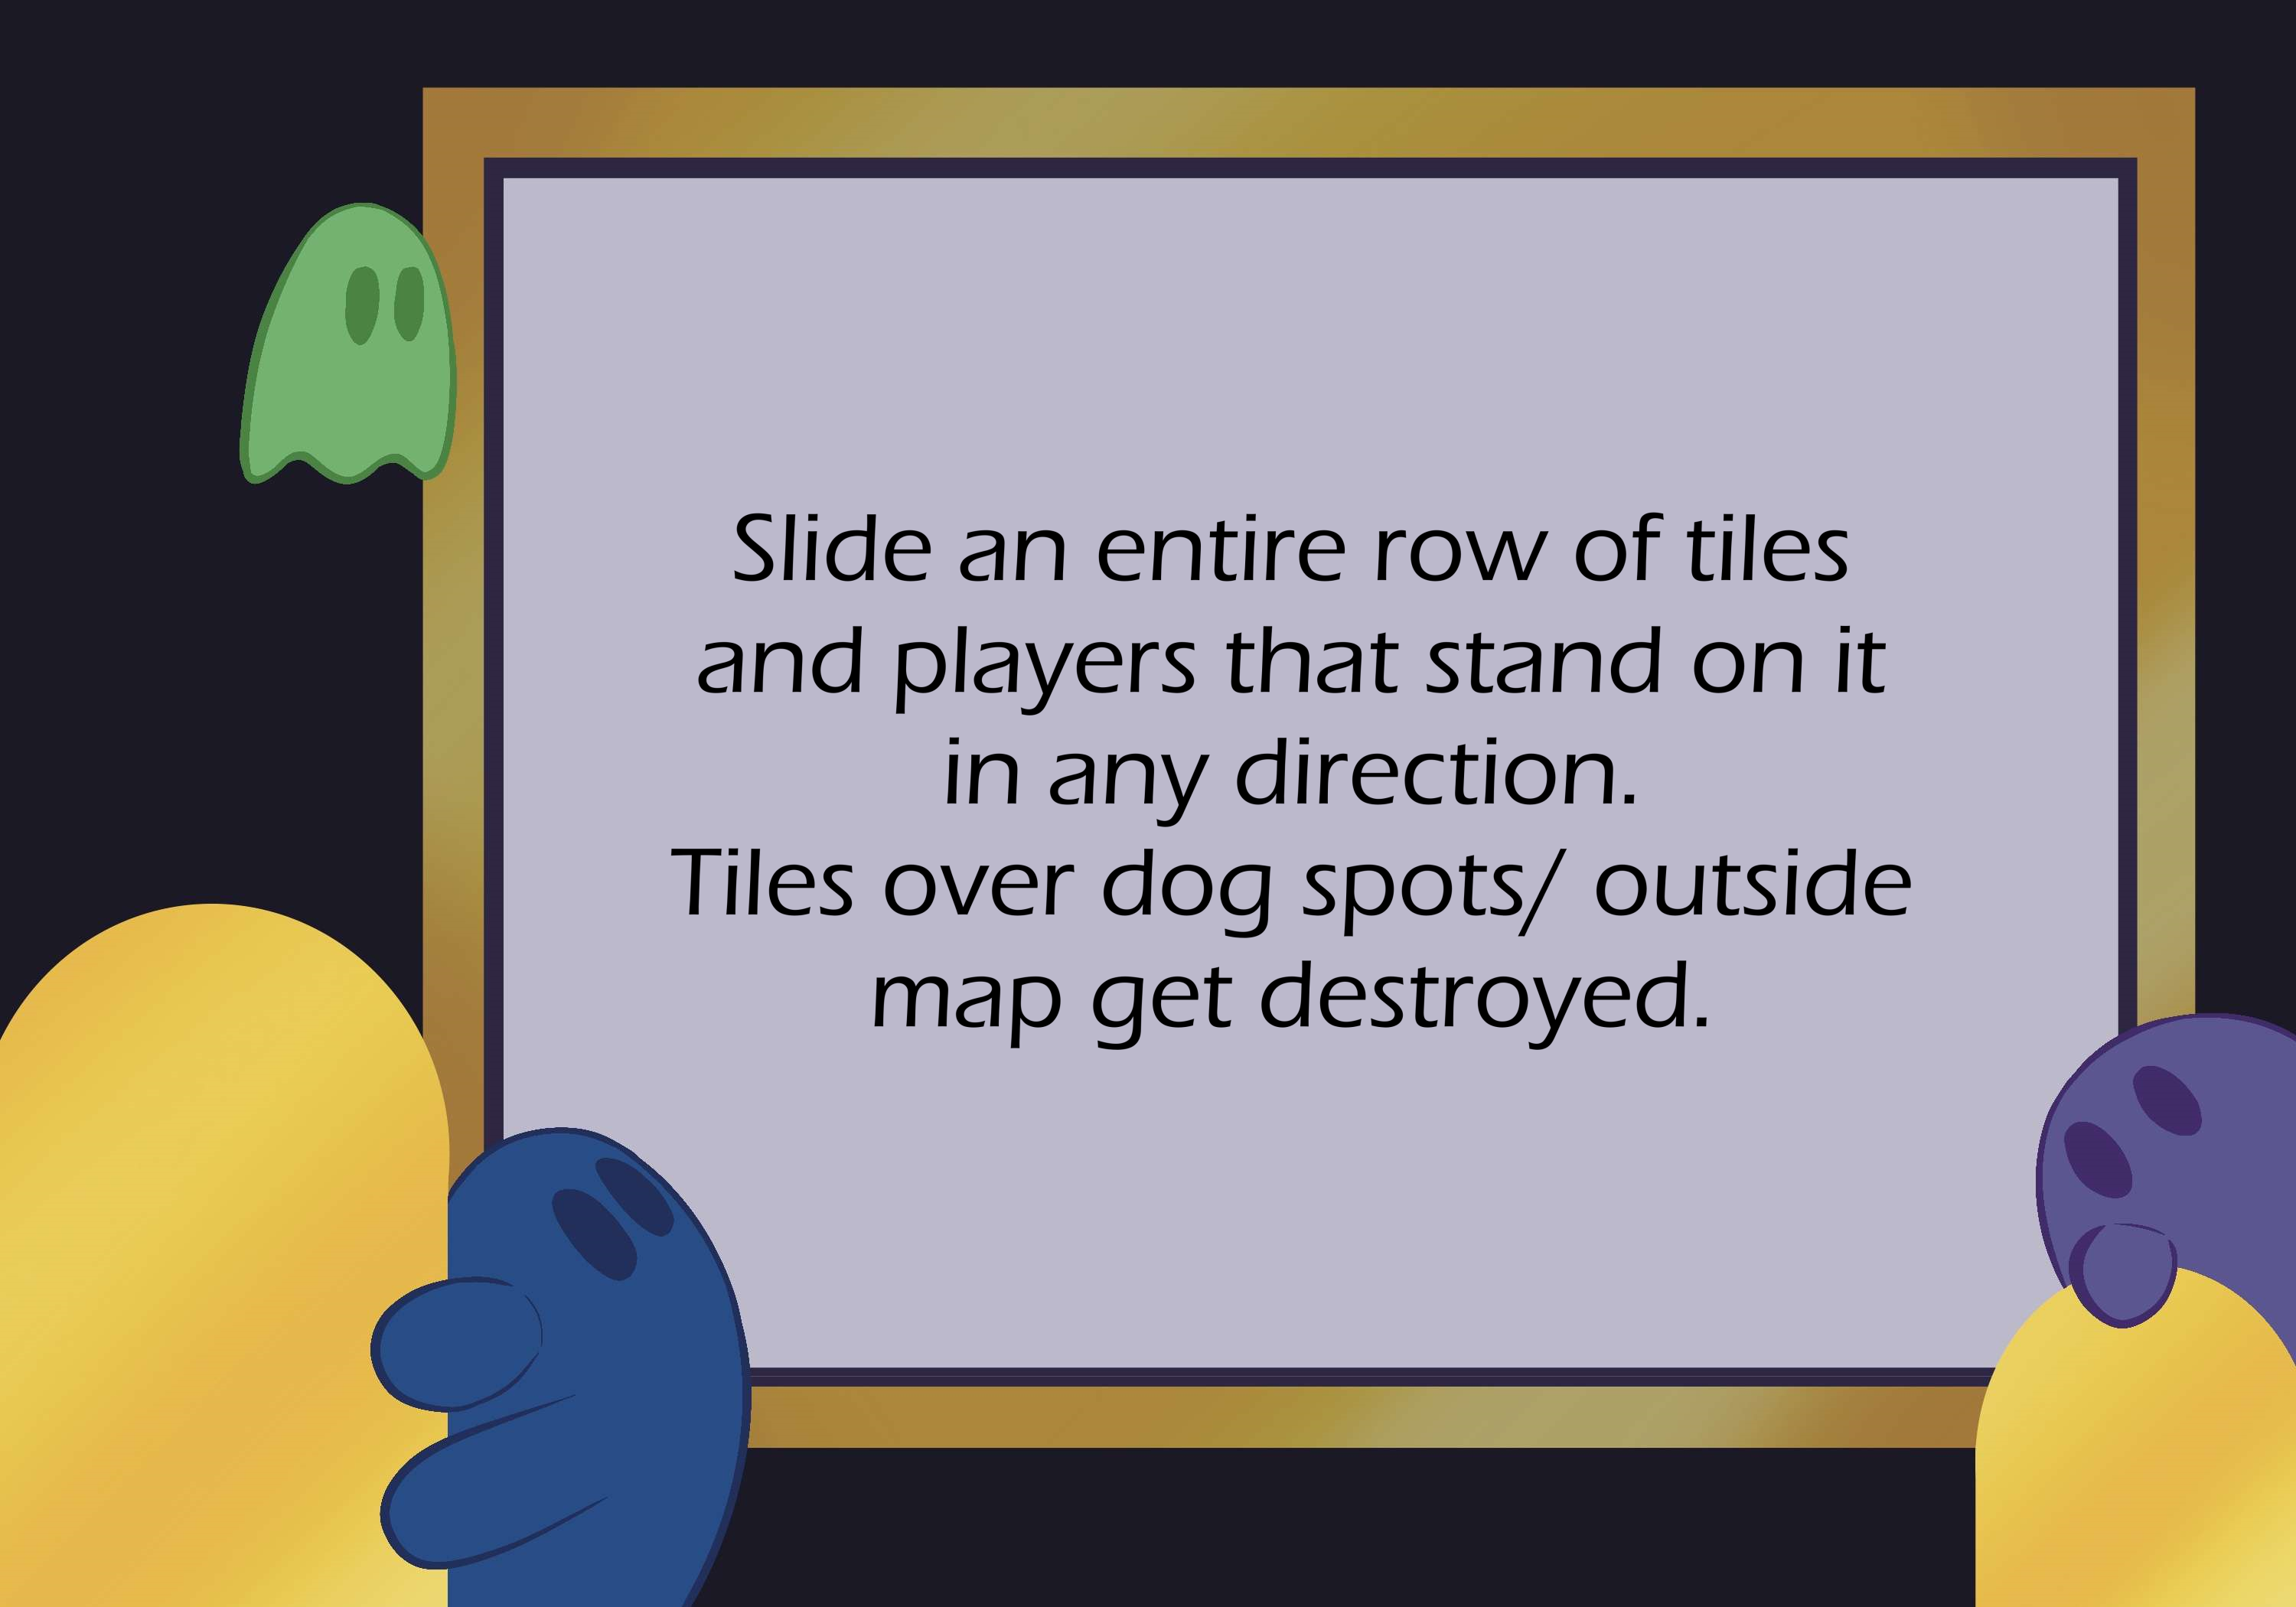 Slide an entire row of tiles
and players that stand on it
in any direction.
Tiles over dog spots/ outside
map get destroyed.